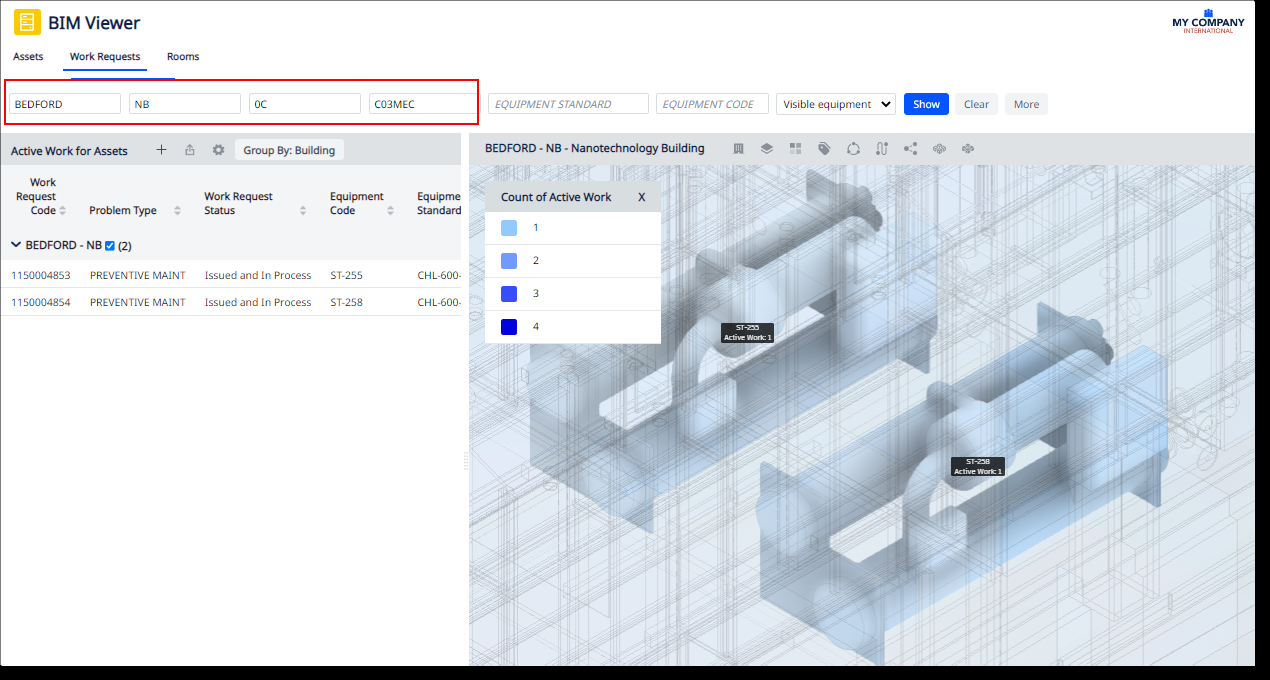 BIM Viewer
MY COMPANY
INTERNATIONAL
Assets Work Requests Rooms
BEDFORD NB 0C C03MEC EQUIPMENT STANDARD EQUIPMENT CODE Visible equipment Show Clear More
Active Work for Assets Group By: Building
Work
Request
Code Problem Type Work Request
Status Equipment
Code Equipme
Standard
BEDFORD - NB (2)
1150004853 PREVENTIVE MAINT Issued and In Process ST-255 CHL-600-
1150004854 PREVENTIVE MAINT Issued and In Process ST-258 CHL-600-
BEDFORD - NB - Nanotechnology Building
Count of Active Work X
1
2
3
4
ST-255
Active Work: 1
ST-258
Active Work: 1